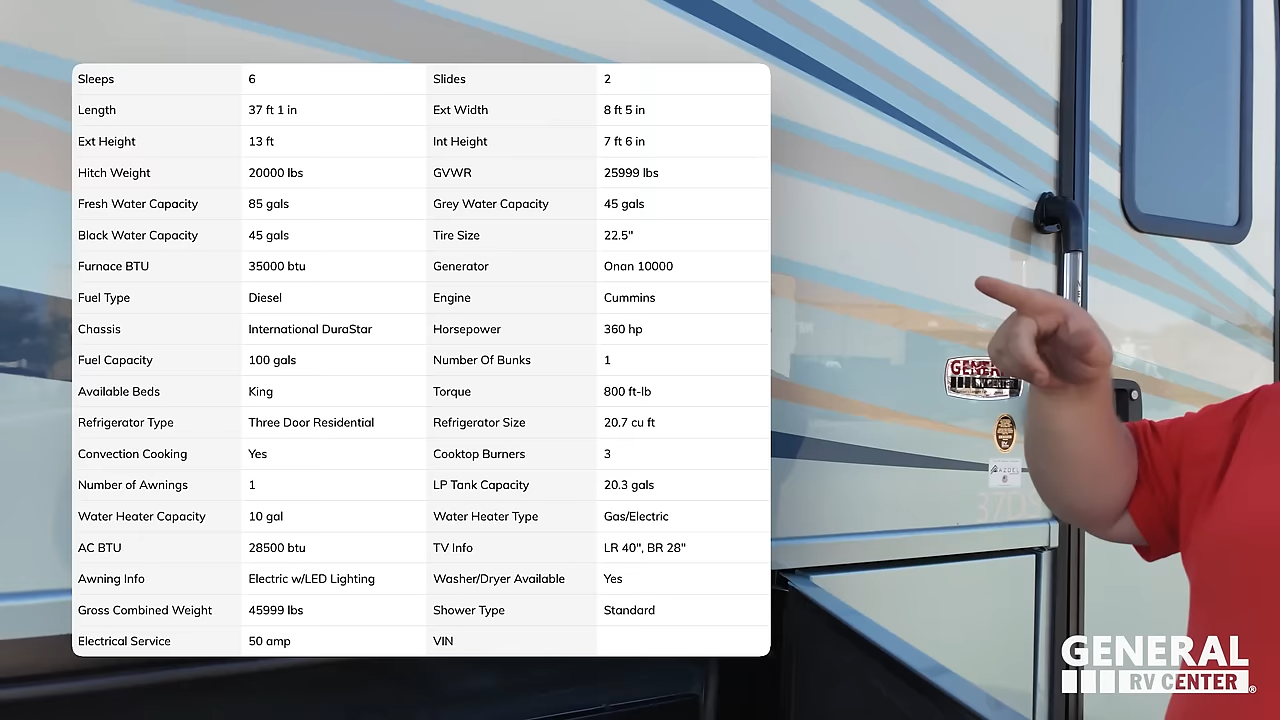 Sleeps 6 Slides 2
Length 37 ft 1 in Ext Width 8 ft 5 in
Ext Height 13 ft Int Height 7 ft 6 in
Hitch Weight 20000 lbs GVWR 25999 lbs
Fresh Water Capacity 85 gals Grey Water Capacity 45 gals
Black Water Capacity 45 gals Tire Size 22.5"
Furnace BTU 35000 btu Generator Onan 10000
Fuel Type Diesel Engine Cummins
Chassis International DuraStar Horsepower 360 hp
Fuel Capacity 100 gals Number Of Bunks 1
Available Beds King Torque 800 ft-lb
Refrigerator Type Three Door Residential Refrigerator Size 20.7 cu ft
Convection Cooking Yes Cooktop Burners 3
Number of Awnings 1 LP Tank Capacity 20.3 gals
Water Heater Capacity 10 gal Water Heater Type Gas/Electric
AC BTU 28500 btu TV Info LR 40", BR 28"
Awning Info Electric w/LED Lighting Washer/Dryer Available Yes
Gross Combined Weight 45999 lbs Shower Type Standard
Electrical Service 50 amp VIN
AZDEL
GENERAL
RV CENTER®